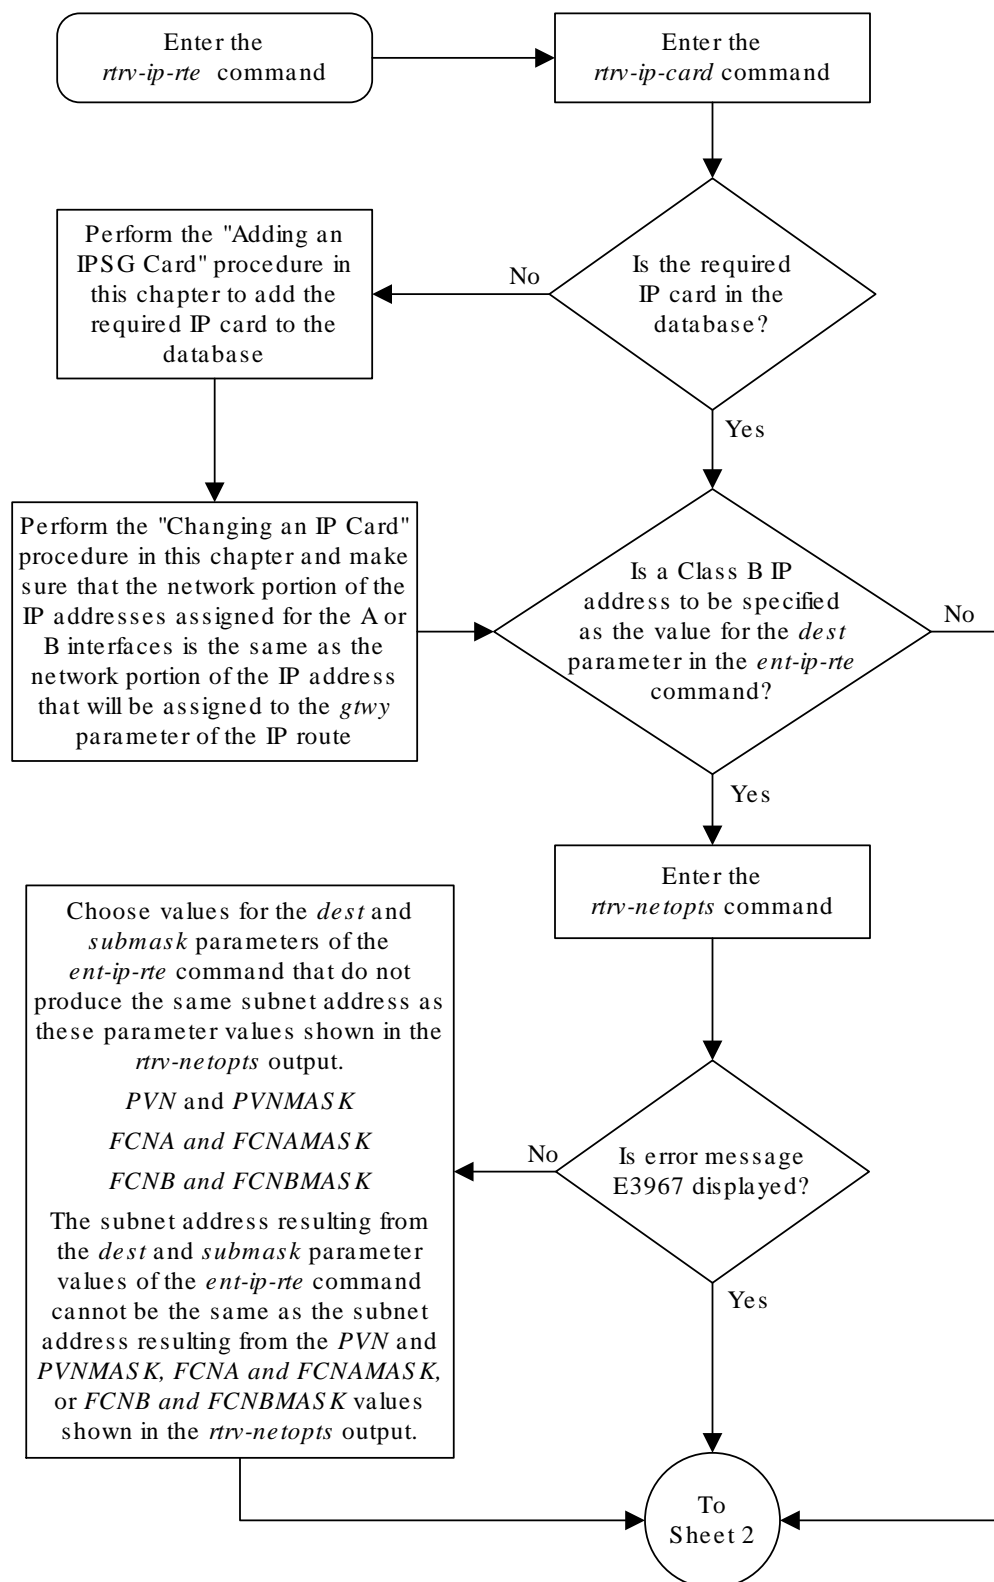 Enter the
rtrv-ip-rte command
Enter the
rtrv-ip-card command
Is the required
IP card in the
database?
No
Yes
Perform the "Adding an
IPSG Card" procedure in
this chapter to add the
required IP card to the
database
Perform the "Changing an IP Card"
procedure in this chapter and make
sure that the network portion of the
IP addresses assigned for the A or
B interfaces is the same as the
network portion of the IP address
that will be assigned to the gtwy
parameter of the IP route
Is a Class B IP
address to be specified
as the value for the dest
parameter in the ent-ip-rte
command?
No
Yes
Enter the
rtrv-netopts command
Is error message
E3967 displayed?
No
Yes
Choose values for the dest and
submask parameters of the
ent-ip-rte command that do not
produce the same subnet address as
these parameter values shown in the
rtrv-netopts output.
PVN and PVNMASK
FCNA and FCNAMASK
FCNB and FCNBMASK
The subnet address resulting from
the dest and submask parameter
values of the ent-ip-rte command
cannot be the same as the subnet
address resulting from the PVN and
PVNMASK, FCNA and FCNAMASK,
or FCNB and FCNBMASK values
shown in the rtrv-netopts output.
To
Sheet 2